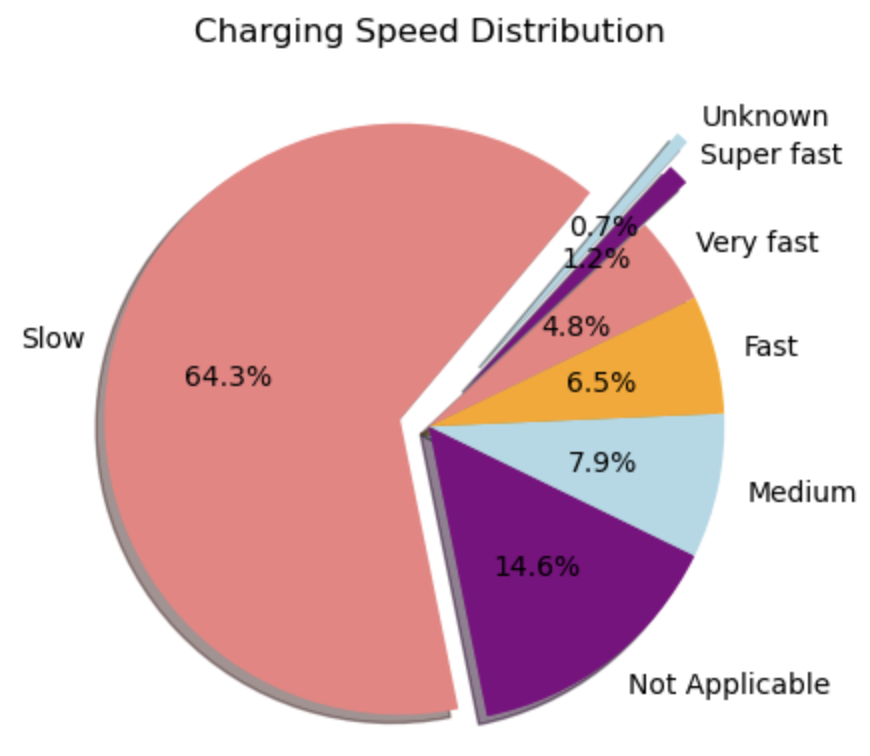 Charging Speed Distribution
Unknown
Super fast
0.7%
Very fast
1.2%
4.8%
Slow
Fast
64.3%
6.5%
7.9%
Medium
14.6%
Not Applicable